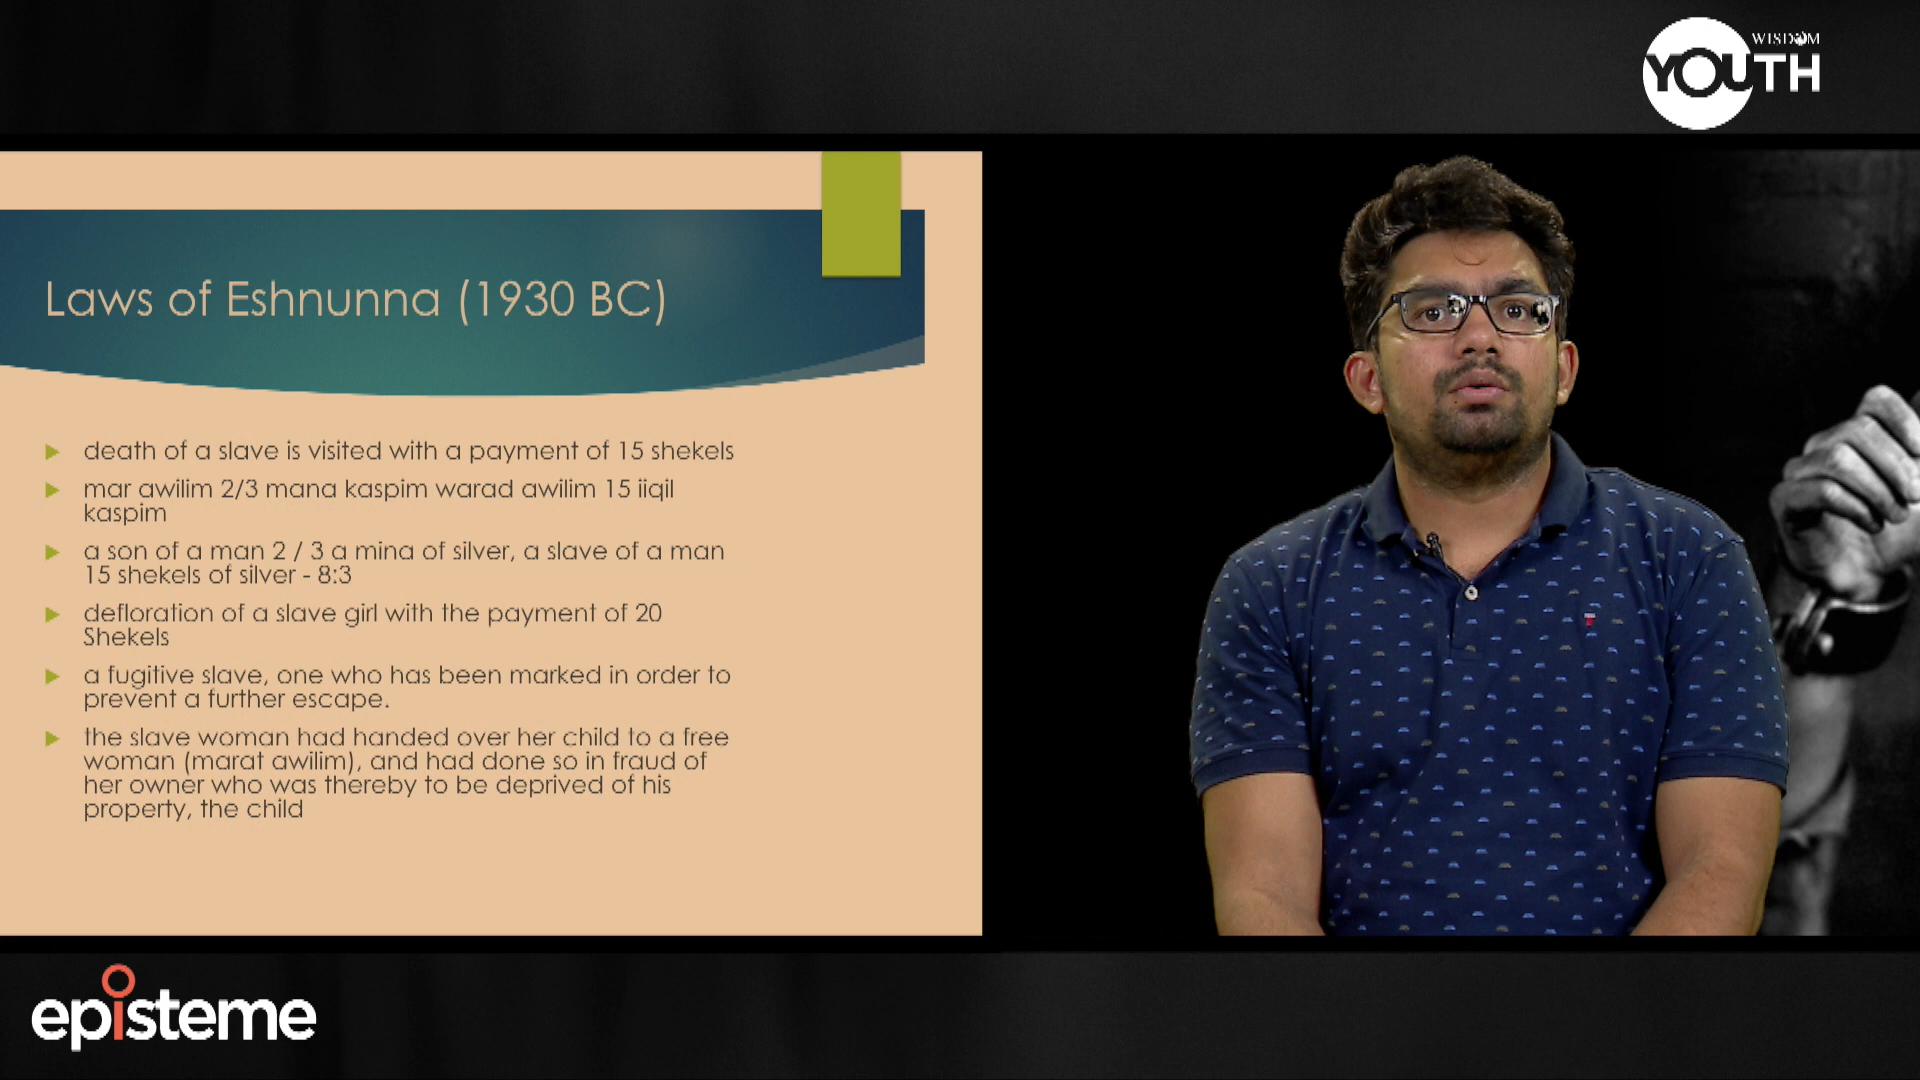 WISDOM
YOUTH
Laws of Eshnunna (1930 BC)
death of a slave is visited with a payment of 15 shekels
mar awilim 2/3 mana kaspim warad awilim 15 iiqil
kaspim
a son of a man 2 / 3 a mina of silver, a slave of a man
15 shekels of silver - 8:3
defloration of a slave girl with the payment of 20
Shekels
a fugitive slave, one who has been marked in order to
prevent a further escape.
the slave woman had handed over her child to a free
woman (marat awilim), and had done so in fraud of
her owner who was thereby to be deprived of his
property, the child
episteme